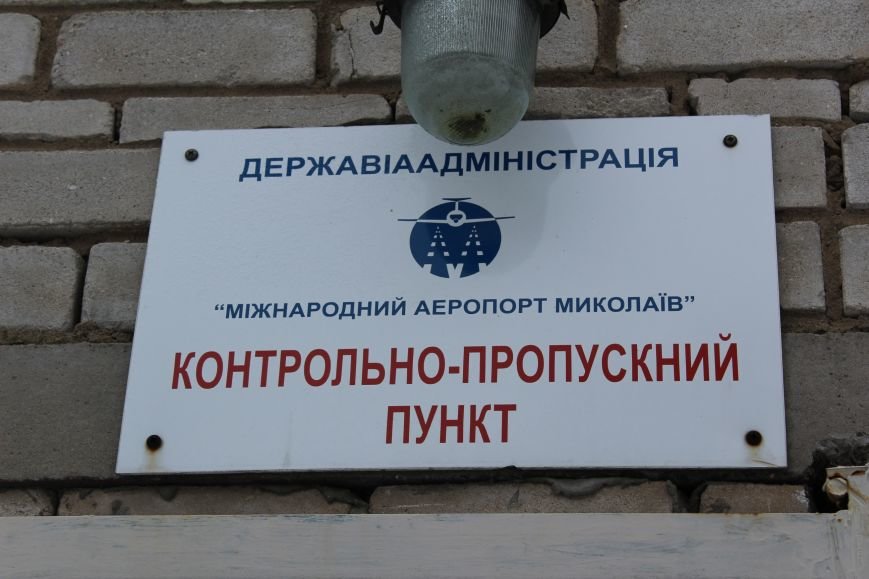 ДЕРЖАВІААДМІНІСТРАЦІЯ
“МІЖНАРОДНИЙ АЕРОПОРТ МИКОЛАЇВ”
КОНТРОЛЬНО-ПРОПУСКНИЙ
ПУНКТ